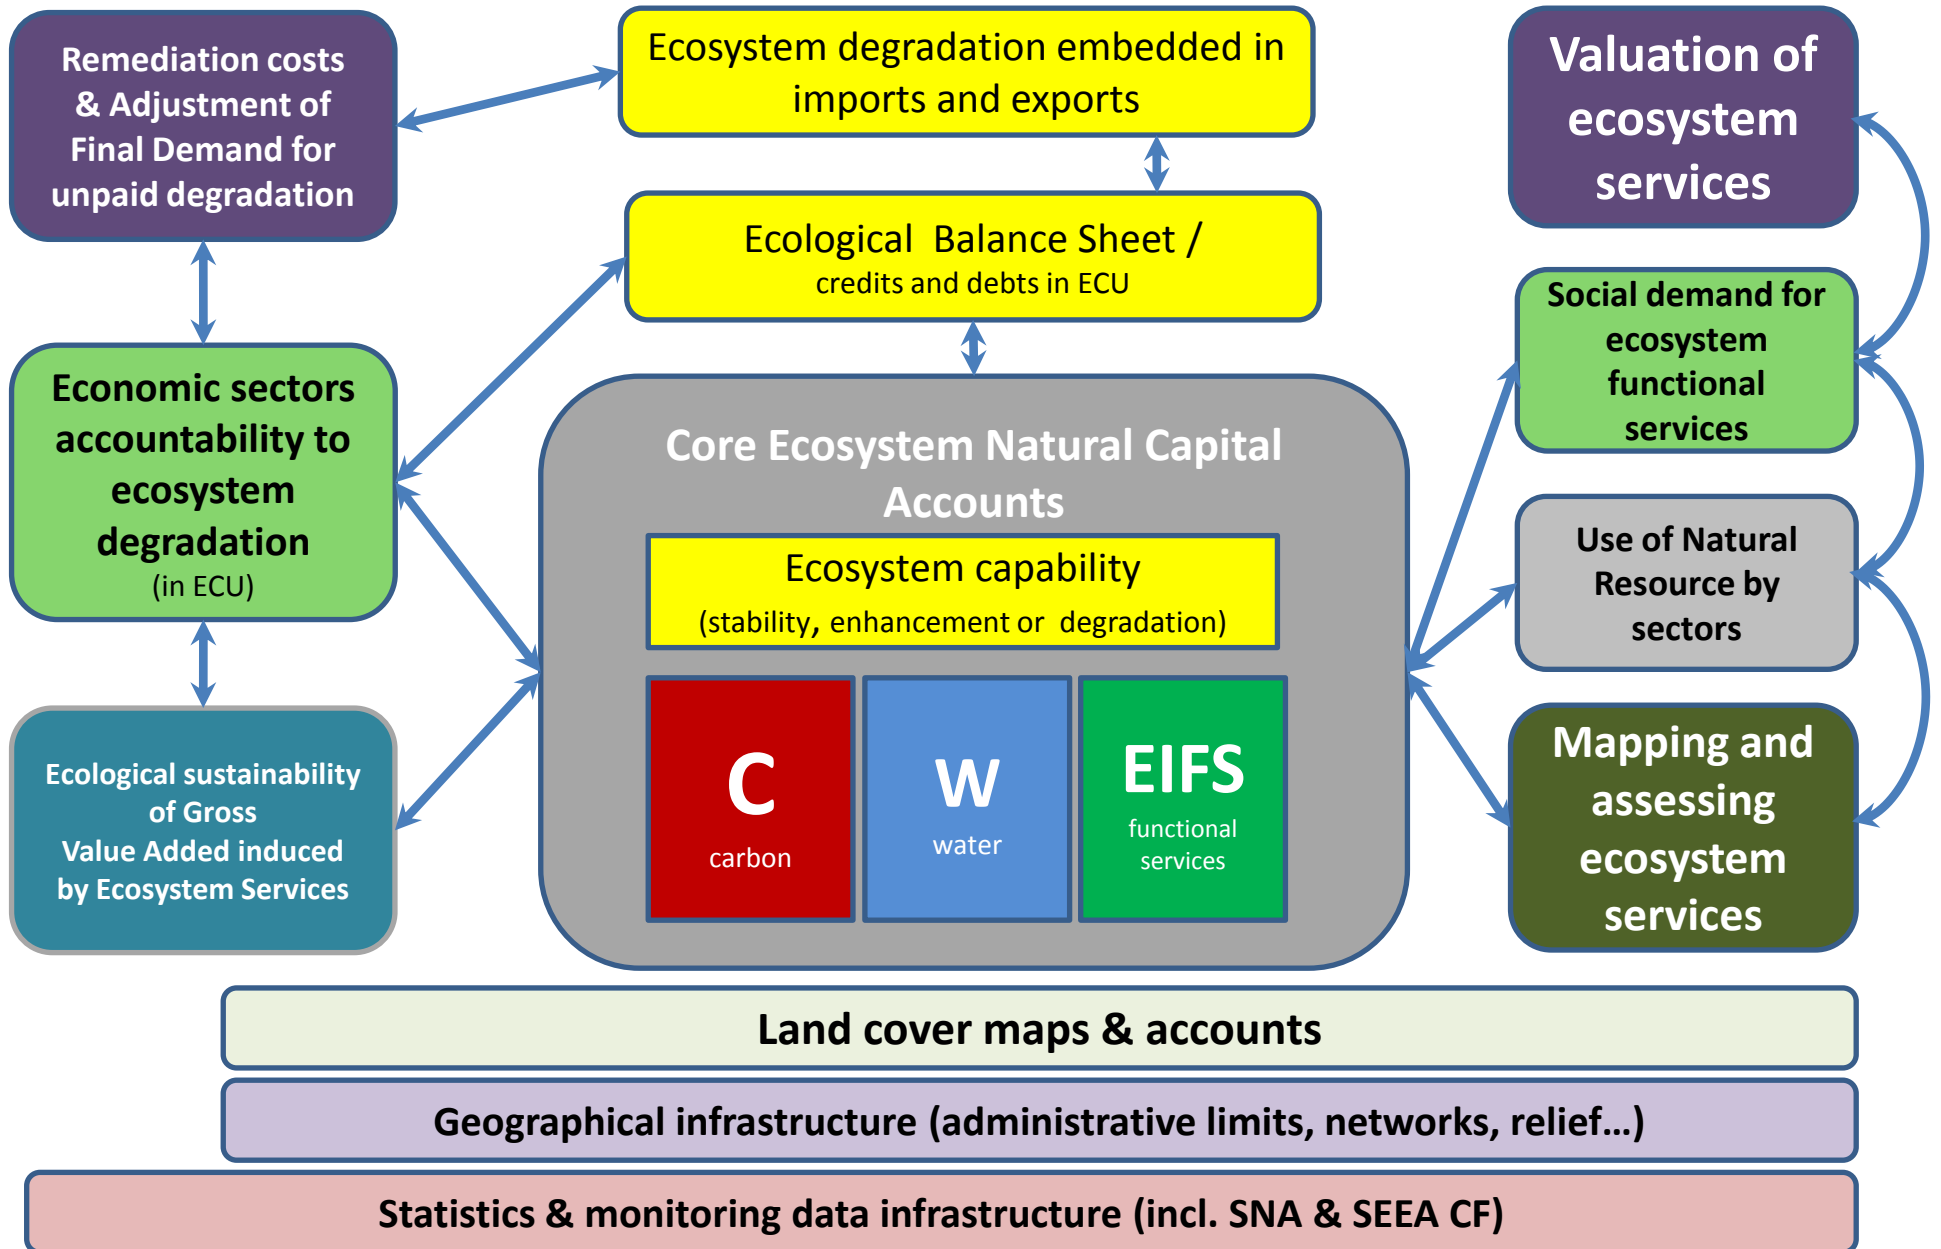 Remediation costs
& Adjustment of
Final Demand for
unpaid degradation
Ecosystem degradation embedded in
imports and exports
Valuation of
ecosystem
services
Ecological Balance Sheet /
credits and debts in ECU
Social demand for
ecosystem
functional
services
Economic sectors
accountability to
ecosystem
degradation
(in ECU)
Core Ecosystem Natural Capital
Accounts
Ecosystem capability
(stability, enhancement or degradation)
Use of Natural
Resource by
sectors
Ecological sustainability
of Gross
Value Added induced
by Ecosystem Services
C
carbon
W
water
EIFS
functional
services
Mapping and
assessing
ecosystem
services
Land cover maps & accounts
Geographical infrastructure (administrative limits, networks, relief...)
Statistics & monitoring data infrastructure (incl. SNA & SEEA CF)